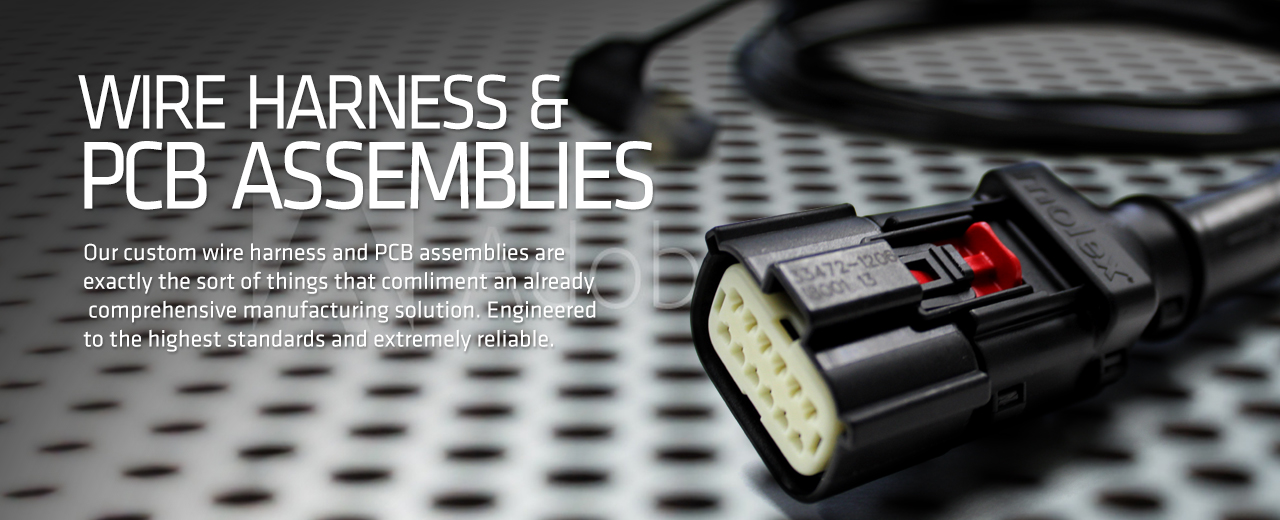 WIRE HARNESS &
PCB ASSEMBLIES
Our custom wire harness and PCB assemblies are
exactly the sort of things that comliment an already
comprehensive manufacturing solution. Engineered
to the highest standards and extremely reliable.
Adob
molex
33472-1206